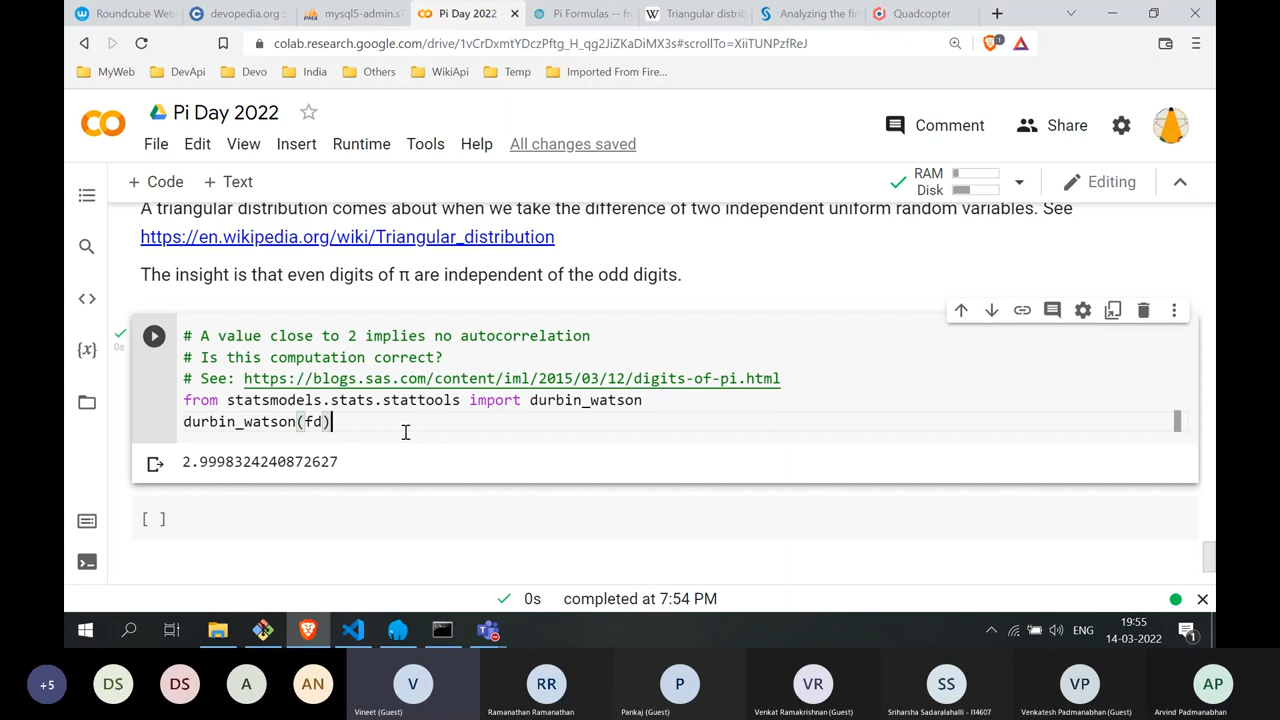 Roundcube Web
devopedia.org :
mysql5-admin.s7
Pi Day 2022
Pi Formulas -- fr
Triangular distrib
Analyzing the fir
Quadcopter
colab.research.google.com/drive/1vCrDxmtYDczPftg_H_qg2JiZKaDiMX3s#scrollTo=XiiTUNPzfReJ
1
MyWeb
DevApi
Devo
India
Others
WikiApi
Temp
Imported From Fire...
Pi Day 2022
File Edit View Insert Runtime Tools Help All changes saved
Comment
Share
+ Code + Text
RAM
Disk
Editing
A triangular distribution comes about when we take the difference of two independent uniform random variables. See
https://en.wikipedia.org/wiki/Triangular_distribution
The insight is that even digits of π are independent of the odd digits.
0s
# A value close to 2 implies no autocorrelation
# Is this computation correct?
# See: https://blogs.sas.com/content/iml/2015/03/12/digits-of-pi.html
from statsmodels.stats.stattools import durbin_watson
durbin_watson(fd)
2.9998324240872627
[ ]
0s completed at 7:54 PM
ENG
19:55
14-03-2022
1
+5
DS
DS
A
AN
V
Vineet (Guest)
RR
Ramanathan Ramanathan
P
Pankaj (Guest)
VR
Venkat Ramakrishnan (Guest)
SS
Sriharsha Sadaralahalli - I14607
VP
Venkatesh Padmanabhan (Guest)
AP
Arvind Padmanabhan